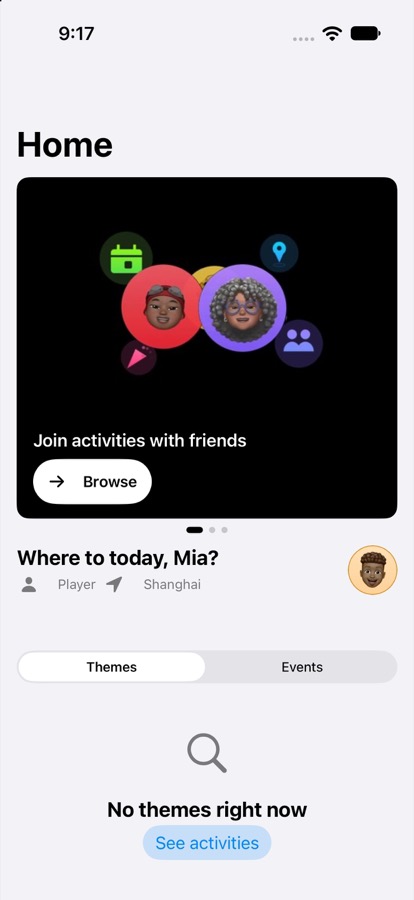 9:17
Home
Join activities with friends
Browse
Where to today, Mia?
Player Shanghai
Themes Events
No themes right now
See activities